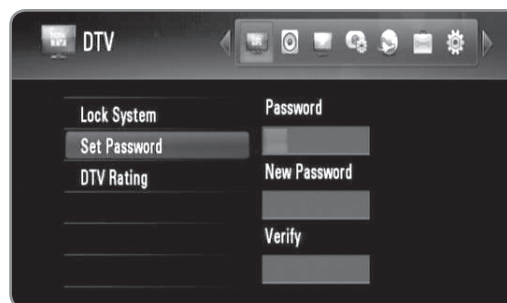 DTV
Lock System
Set Password
DTV Rating
Password
New Password
Verify